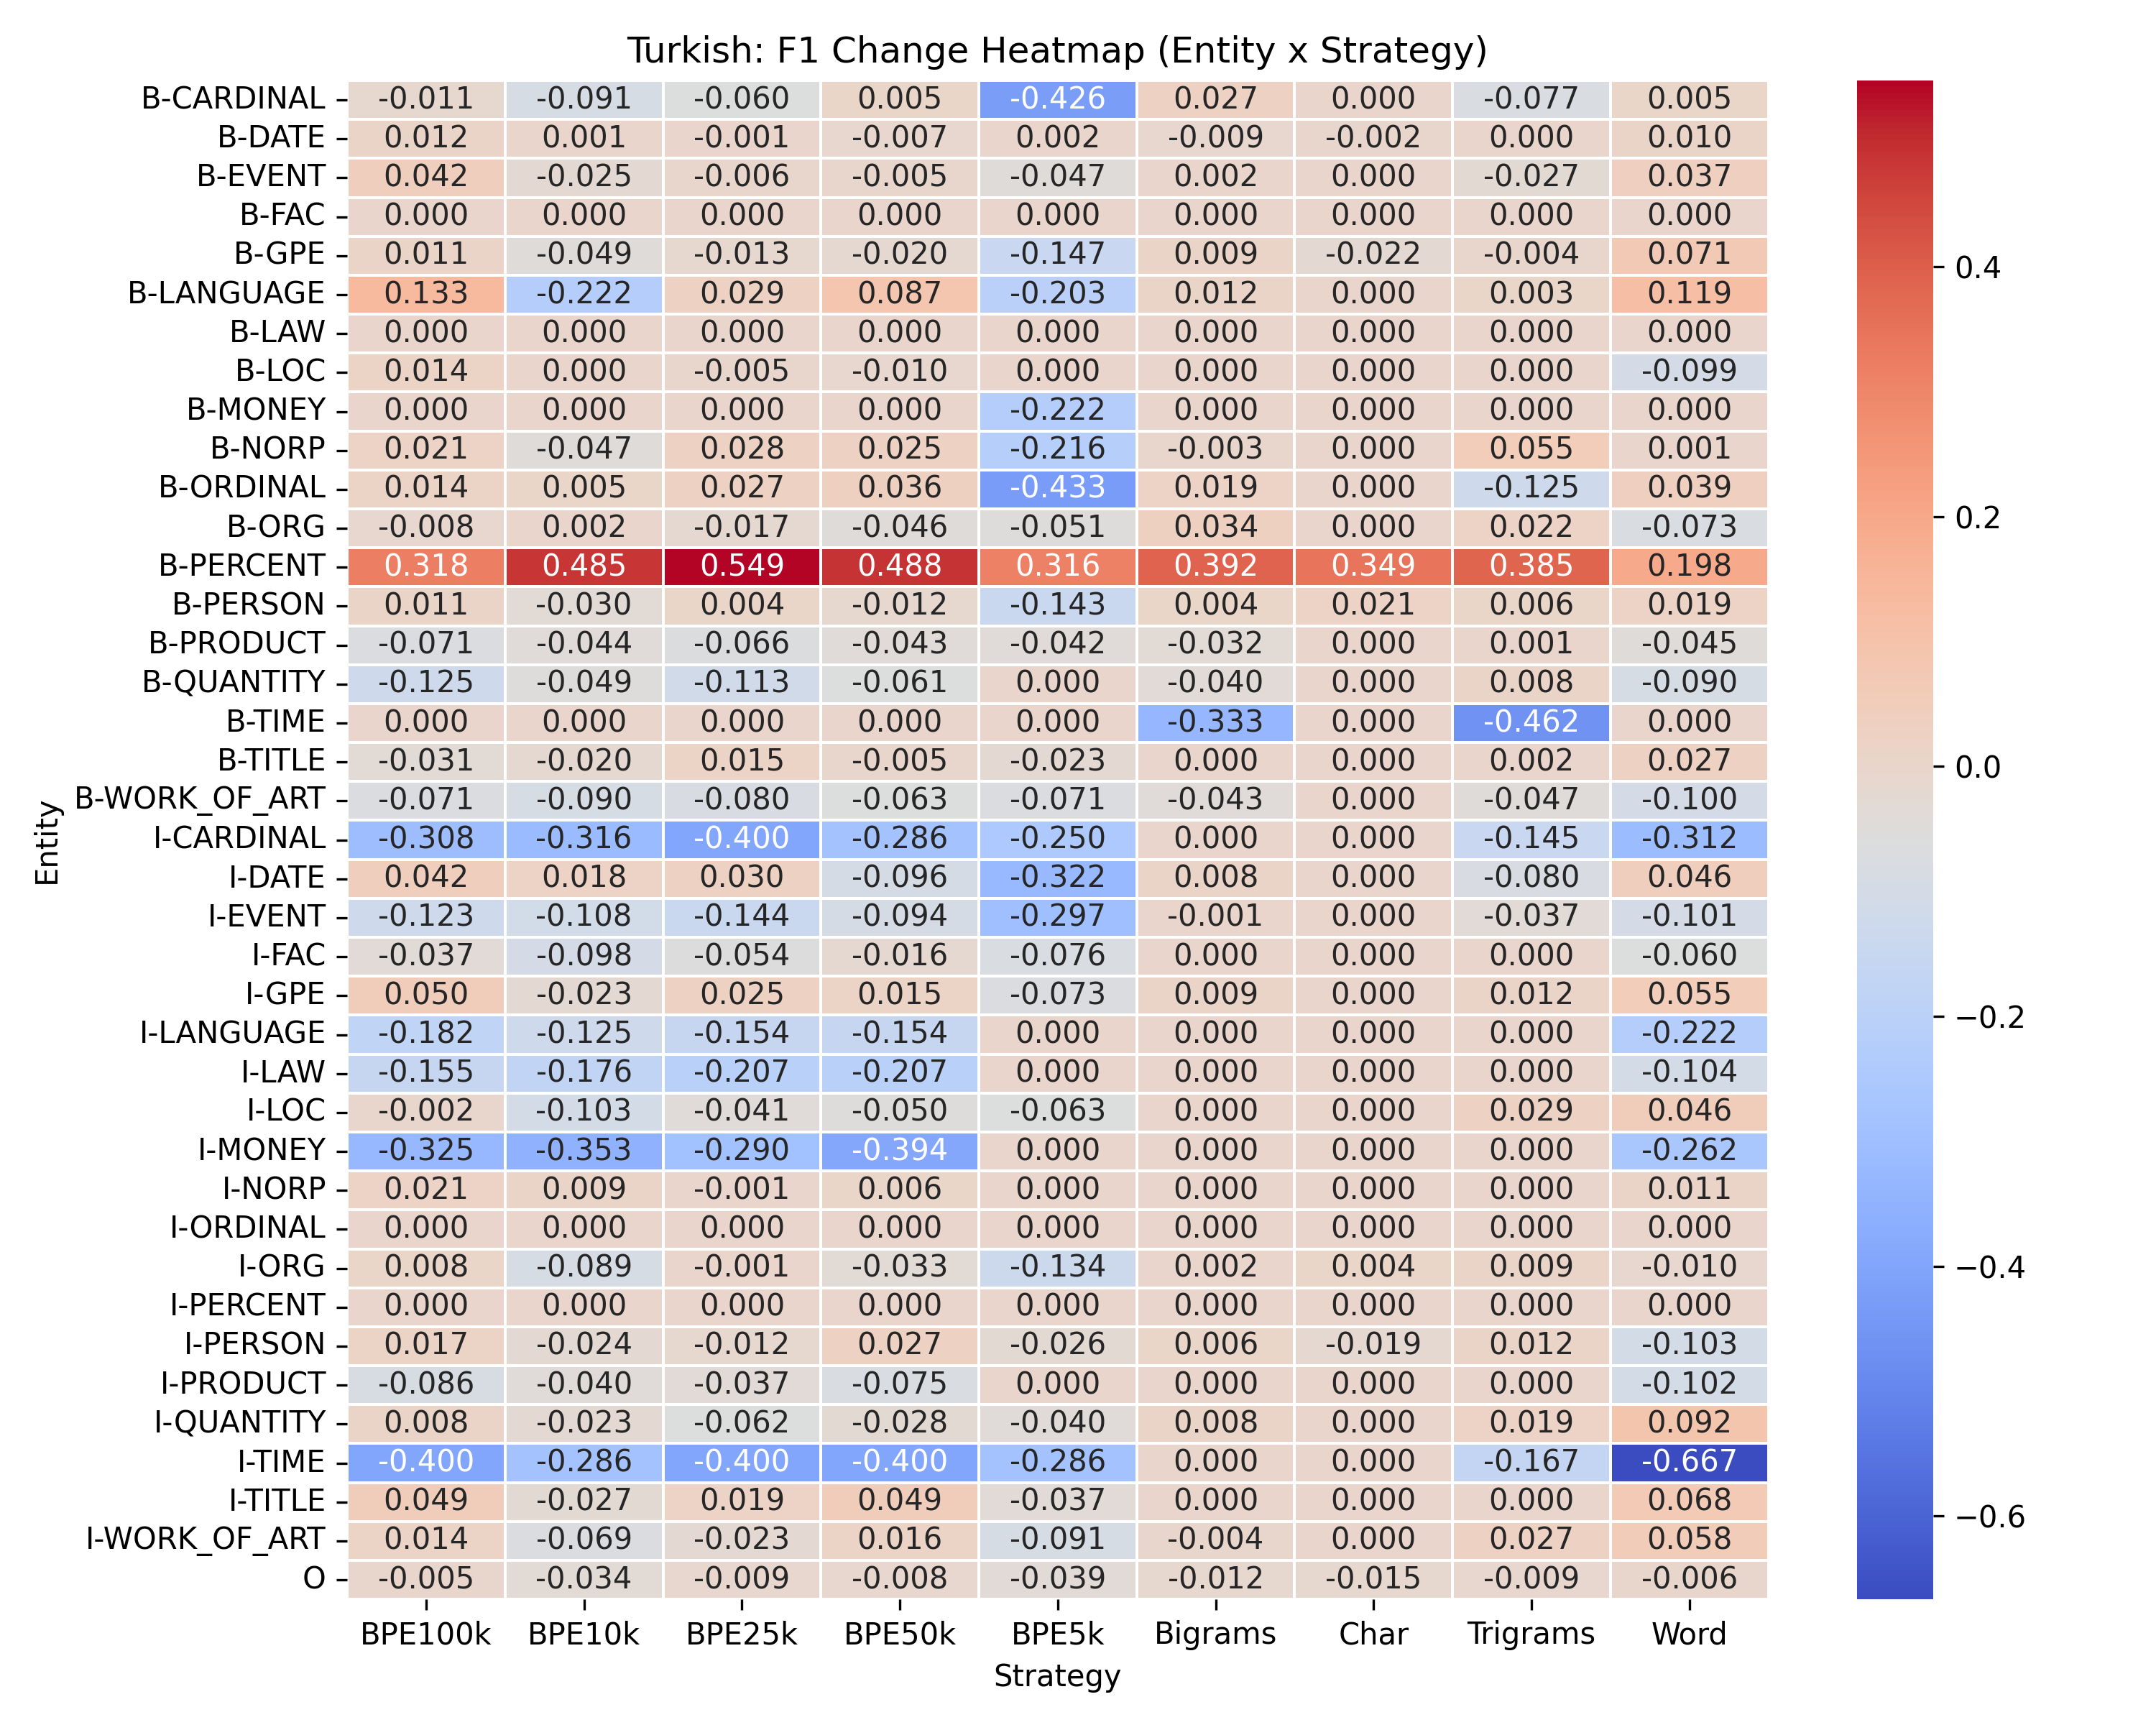 Turkish: F1 Change Heatmap (Entity x Strategy)
B-CARDINAL -0.011 -0.091 -0.060 0.005 -0.426 0.027 0.000 -0.077 0.005
B-DATE 0.012 0.001 -0.001 -0.007 0.002 -0.009 -0.002 0.000 0.010
B-EVENT 0.042 -0.025 -0.006 -0.005 -0.047 0.002 0.000 -0.027 0.037
B-FAC 0.000 0.000 0.000 0.000 0.000 0.000 0.000 0.000 0.000
B-GPE 0.011 -0.049 -0.013 -0.020 -0.147 0.009 -0.022 -0.004 0.071
B-LANGUAGE 0.133 -0.222 0.029 0.087 -0.203 0.012 0.000 0.003 0.119
B-LAW 0.000 0.000 0.000 0.000 0.000 0.000 0.000 0.000 0.000
B-LOC 0.014 0.000 -0.005 -0.010 0.000 0.000 0.000 0.000 -0.099
B-MONEY 0.000 0.000 0.000 0.000 -0.222 0.000 0.000 0.000 0.000
B-NORP 0.021 -0.047 0.028 0.025 -0.216 -0.003 0.000 0.055 0.001
B-ORDINAL 0.014 0.005 0.027 0.036 -0.433 0.019 0.000 -0.125 0.039
B-ORG -0.008 0.002 -0.017 -0.046 -0.051 0.034 0.000 0.022 -0.073
B-PERCENT 0.318 0.485 0.549 0.488 0.316 0.392 0.349 0.385 0.198
B-PERSON 0.011 -0.030 0.004 -0.012 -0.143 0.004 0.021 0.006 0.019
B-PRODUCT -0.071 -0.044 -0.066 -0.043 -0.042 -0.032 0.000 0.001 -0.045
B-QUANTITY -0.125 -0.049 -0.113 -0.061 0.000 -0.040 0.000 0.008 -0.090
B-TIME 0.000 0.000 0.000 0.000 0.000 -0.333 0.000 -0.462 0.000
B-TITLE -0.031 -0.020 0.015 -0.005 -0.023 0.000 0.000 0.002 0.027
B-WORK_OF_ART -0.071 -0.090 -0.080 -0.063 -0.071 -0.043 0.000 -0.047 -0.100
I-CARDINAL -0.308 -0.316 -0.400 -0.286 -0.250 0.000 0.000 -0.145 -0.312
I-DATE 0.042 0.018 0.030 -0.096 -0.322 0.008 0.000 -0.080 0.046
I-EVENT -0.123 -0.108 -0.144 -0.094 -0.297 -0.001 0.000 -0.037 -0.101
I-FAC -0.037 -0.098 -0.054 -0.016 -0.076 0.000 0.000 0.000 -0.060
I-GPE 0.050 -0.023 0.025 0.015 -0.073 0.009 0.000 0.012 0.055
I-LANGUAGE -0.182 -0.125 -0.154 -0.154 0.000 0.000 0.000 0.000 -0.222
I-LAW -0.155 -0.176 -0.207 -0.207 0.000 0.000 0.000 0.000 -0.104
I-LOC -0.002 -0.103 -0.041 -0.050 -0.063 0.000 0.000 0.029 0.046
I-MONEY -0.325 -0.353 -0.290 -0.394 0.000 0.000 0.000 0.000 -0.262
I-NORP 0.021 0.009 -0.001 0.006 0.000 0.000 0.000 0.000 0.011
I-ORDINAL 0.000 0.000 0.000 0.000 0.000 0.000 0.000 0.000 0.000
I-ORG 0.008 -0.089 -0.001 -0.033 -0.134 0.002 0.004 0.009 -0.010
I-PERCENT 0.000 0.000 0.000 0.000 0.000 0.000 0.000 0.000 0.000
I-PERSON 0.017 -0.024 -0.012 0.027 -0.026 0.006 -0.019 0.012 -0.103
I-PRODUCT -0.086 -0.040 -0.037 -0.075 0.000 0.000 0.000 0.000 -0.102
I-QUANTITY 0.008 -0.023 -0.062 -0.028 -0.040 0.008 0.000 0.019 0.092
I-TIME -0.400 -0.286 -0.400 -0.400 -0.286 0.000 0.000 -0.167 -0.667
I-TITLE 0.049 -0.027 0.019 0.049 -0.037 0.000 0.000 0.000 0.068
I-WORK_OF_ART 0.014 -0.069 -0.023 0.016 -0.091 -0.004 0.000 0.027 0.058
O -0.005 -0.034 -0.009 -0.008 -0.039 -0.012 -0.015 -0.009 -0.006
BPE100k BPE10k BPE25k BPE50k BPE5k Bigrams Char Trigrams Word
Strategy
Entity
0.4
0.2
0.0
−0.2
−0.4
−0.6